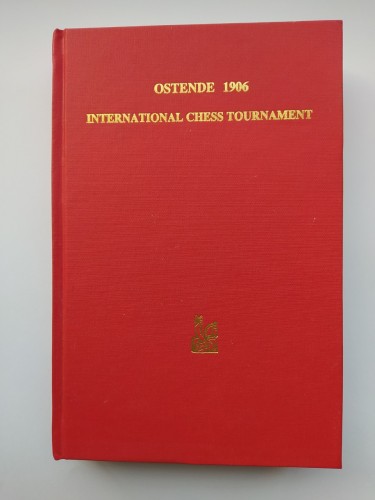 OSTENDE 1906
INTERNATIONAL CHESS TOURNAMENT